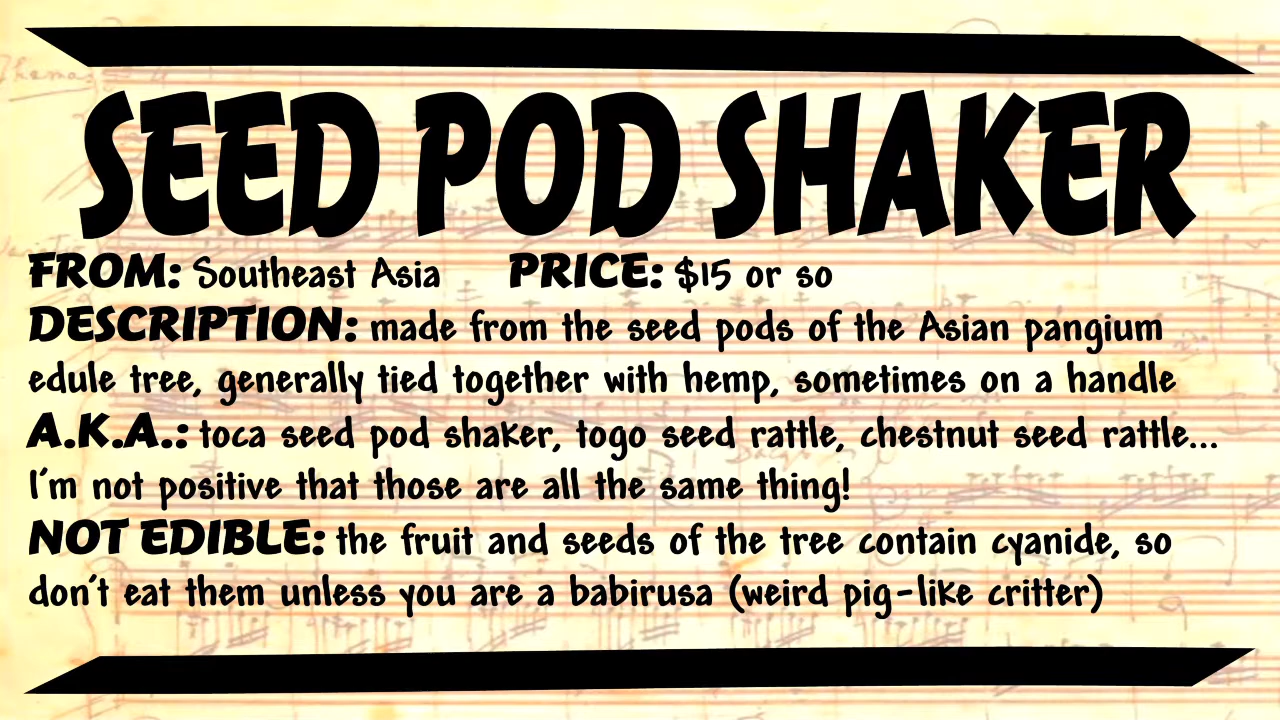 SEED POD SHAKER
FROM: Southeast Asia PRICE: $15 or so
DESCRIPTION: made from the seed pods of the Asian pangium
edule tree, generally tied together with hemp, sometimes on a handle
A.K.A.: toca seed pod shaker, togo seed rattle, chestnut seed rattle...
I'm not positive that those are all the same thing!
NOT EDIBLE: the fruit and seeds of the tree contain cyanide, so
don't eat them unless you are a babirusa (weird pig-like critter)